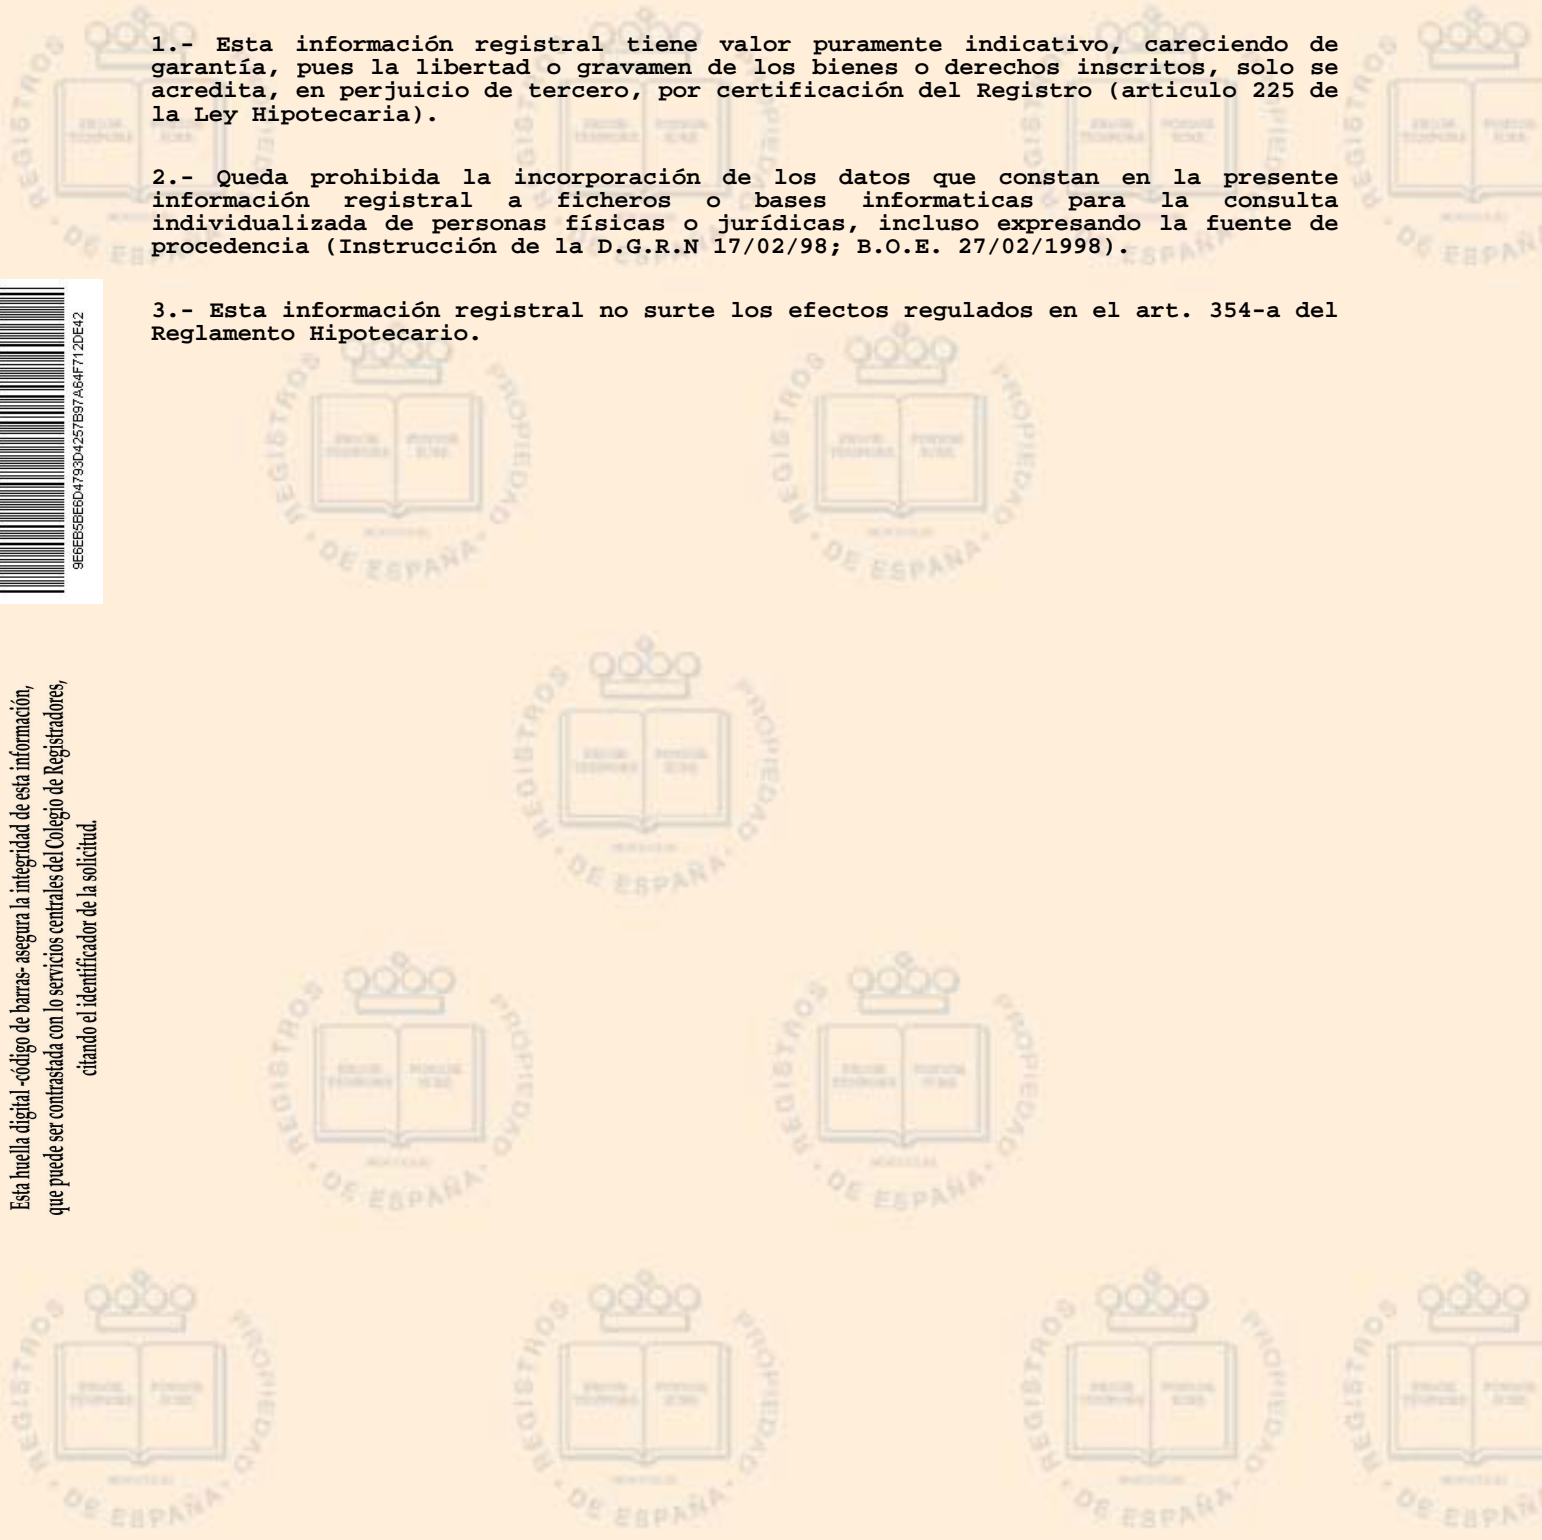 1.- Esta información registral tiene valor puramente indicativo, careciendo de
garantía, pues la libertad o gravamen de los bienes o derechos inscritos, solo se
acredita, en perjuicio de tercero, por certificación del Registro (articulo 225 de
la Ley Hipotecaria).
2.- Queda prohibida la incorporación de los datos que constan en la presente
información registral a ficheros o bases informaticas para la consulta
individualizada de personas físicas o jurídicas, incluso expresando la fuente de
procedencia (Instrucción de la D.G.R.N 17/02/98; B.O.E. 27/02/1998).
3.- Esta información registral no surte los efectos regulados en el art. 354-a del
Reglamento Hipotecario.
9E6EB5BE6D4793D4257B97A64F712DE42
Esta huella digital -código de barras- asegura la integridad de esta información,
que puede ser contrastada con lo servicios centrales del Colegio de Registradores,
citando el identificador de la solicitud.
REGISTROS PROPIEDAD
DE ESPAÑA